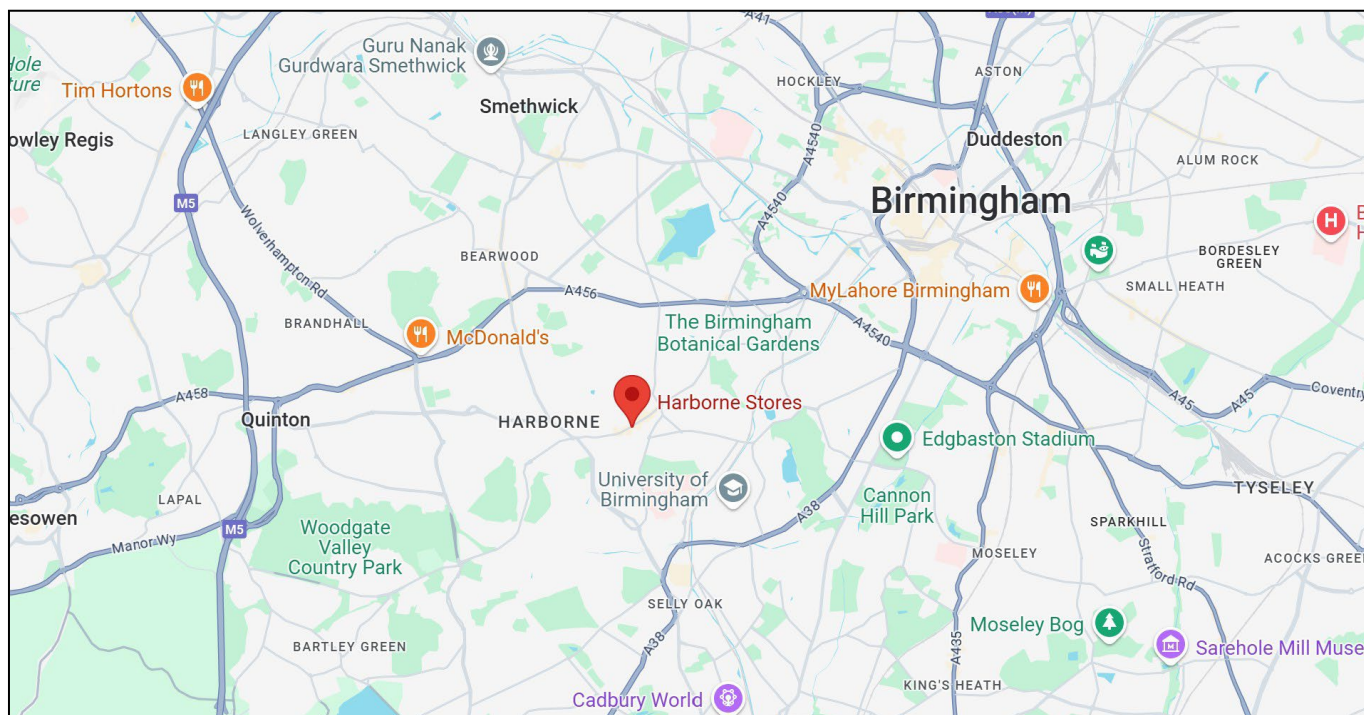 A41
Guru Nanak
Gurdwara Smethwick
HOCKLEY
ASTON
Tim Hortons
Smethwick
owley Regis
LANGLEY GREEN
A4540
Duddeston
ALUM ROCK
M5
Wolverhampton Rd
A4540
Birmingham
BEARWOOD
BORDESLEY
GREEN
H
A456
MyLahore Birmingham
SMALL HEATH
BRANDHALL
McDonald's
The Birmingham
Botanical Gardens
A4540
A458
Harborne Stores
A45
A45
Coventry
Quinton
HARBORNE
Edgbaston Stadium
University of
Birmingham
LAPAL
Cannon
Hill Park
TYSELEY
esowen
Woodgate
Valley
Country Park
M5
Manor Wy
A38
SPARKHILL
MOSELEY
Stratford Rd
ACOCKS GREEN
SELLY OAK
Moseley Bog
BARTLEY GREEN
A38
A435
Sarehole Mill Muse
KING'S HEATH
Cadbury World